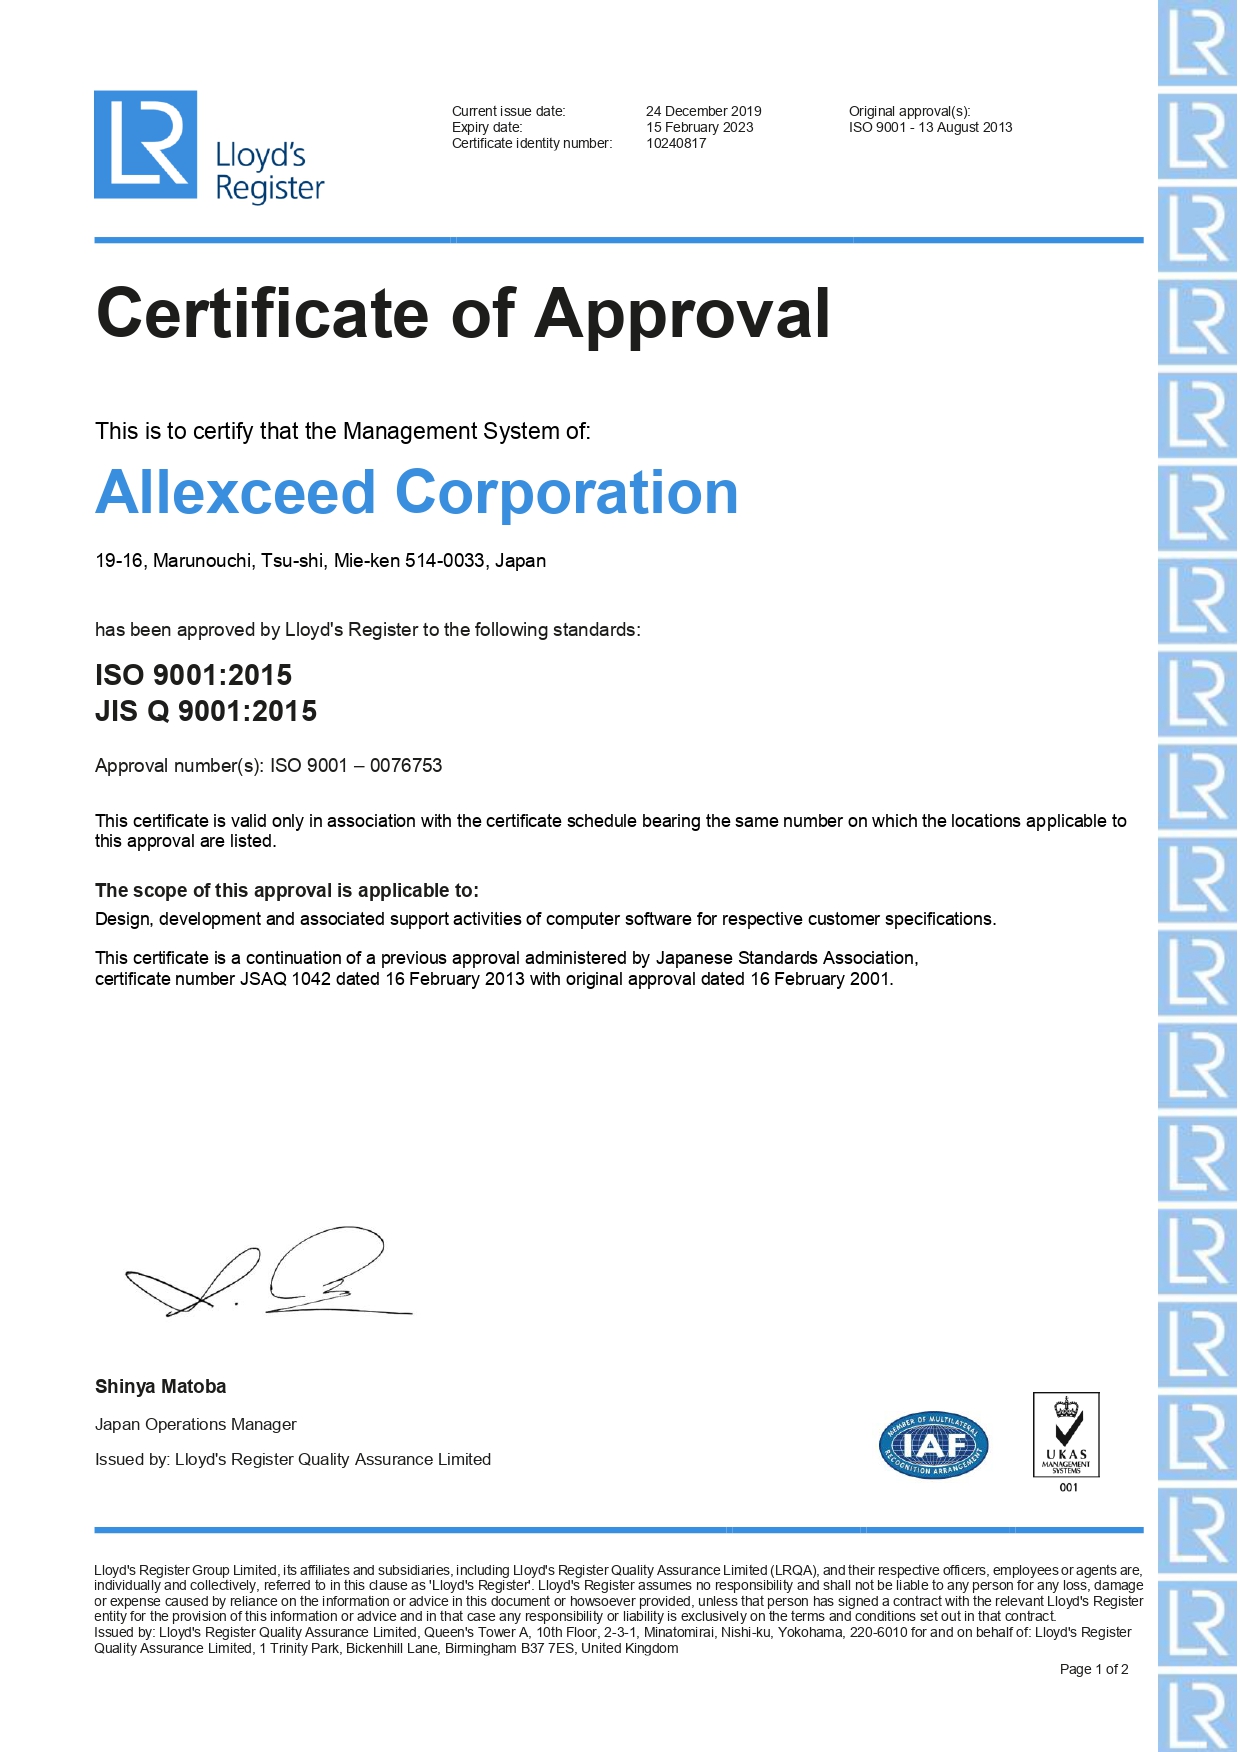 LR
Lloyd's
Register
Current issue date: 24 December 2019 Original approval(s):
Expiry date: 15 February 2023 ISO 9001 - 13 August 2013
Certificate identity number: 10240817
Certificate of Approval
This is to certify that the Management System of:
Allexceed Corporation
19-16, Marunouchi, Tsu-shi, Mie-ken 514-0033, Japan
has been approved by Lloyd's Register to the following standards:
ISO 9001:2015
JIS Q 9001:2015
Approval number(s): ISO 9001 – 0076753
This certificate is valid only in association with the certificate schedule bearing the same number on which the locations applicable to
this approval are listed.
The scope of this approval is applicable to:
Design, development and associated support activities of computer software for respective customer specifications.
This certificate is a continuation of a previous approval administered by Japanese Standards Association,
certificate number JSAQ 1042 dated 16 February 2013 with original approval dated 16 February 2001.
Shinya Matoba
Japan Operations Manager
Issued by: Lloyd's Register Quality Assurance Limited
MEMBER OF MULTILATERAL
IAF
RECOGNITION ARRANGEMENT
UKAS
MANAGEMENT
SYSTEMS
001
Lloyd's Register Group Limited, its affiliates and subsidiaries, including Lloyd's Register Quality Assurance Limited (LRQA), and their respective officers, employees or agents are,
individually and collectively, referred to in this clause as 'Lloyd's Register'. Lloyd's Register assumes no responsibility and shall not be liable to any person for any loss, damage
or expense caused by reliance on the information or advice in this document or howsoever provided, unless that person has signed a contract with the relevant Lloyd's Register
entity for the provision of this information or advice and in that case any responsibility or liability is exclusively on the terms and conditions set out in that contract.
Issued by: Lloyd's Register Quality Assurance Limited, Queen's Tower A, 10th Floor, 2-3-1, Minatomirai, Nishi-ku, Yokohama, 220-6010 for and on behalf of: Lloyd's Register
Quality Assurance Limited, 1 Trinity Park, Bickenhill Lane, Birmingham B37 7ES, United Kingdom
Page 1 of 2